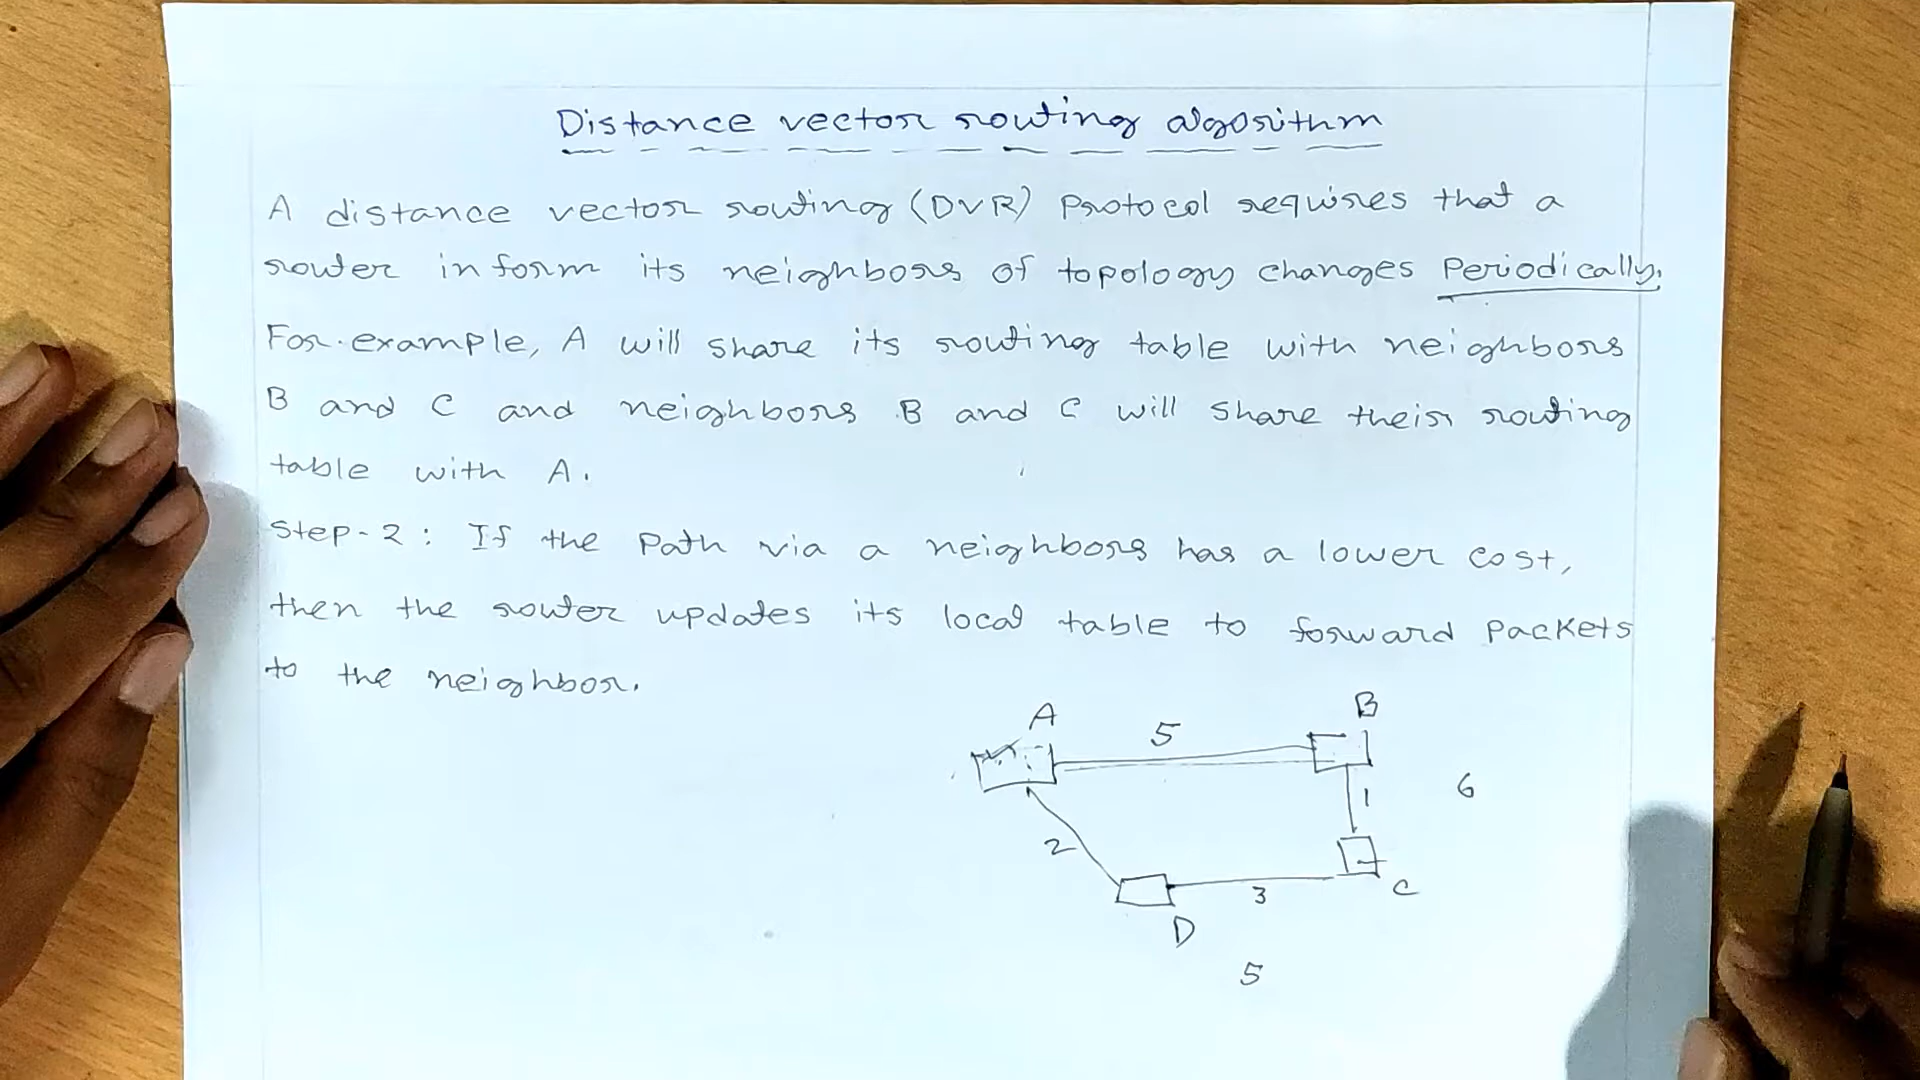 Distance vector routing algorithm
A distance vector routing (DVR) protocol requires that a
router inform its neighbors of topology changes Periodically.
For example, A will share its routing table with neighbors
B and C and neighbors B and C will share their routing
table with A.
Step-2: If the Path via a neighbors has a lower cost,
then the router updates its local table to forward Packets
to the neighbor.
A 5 B
1 6
2
3 C
D
5